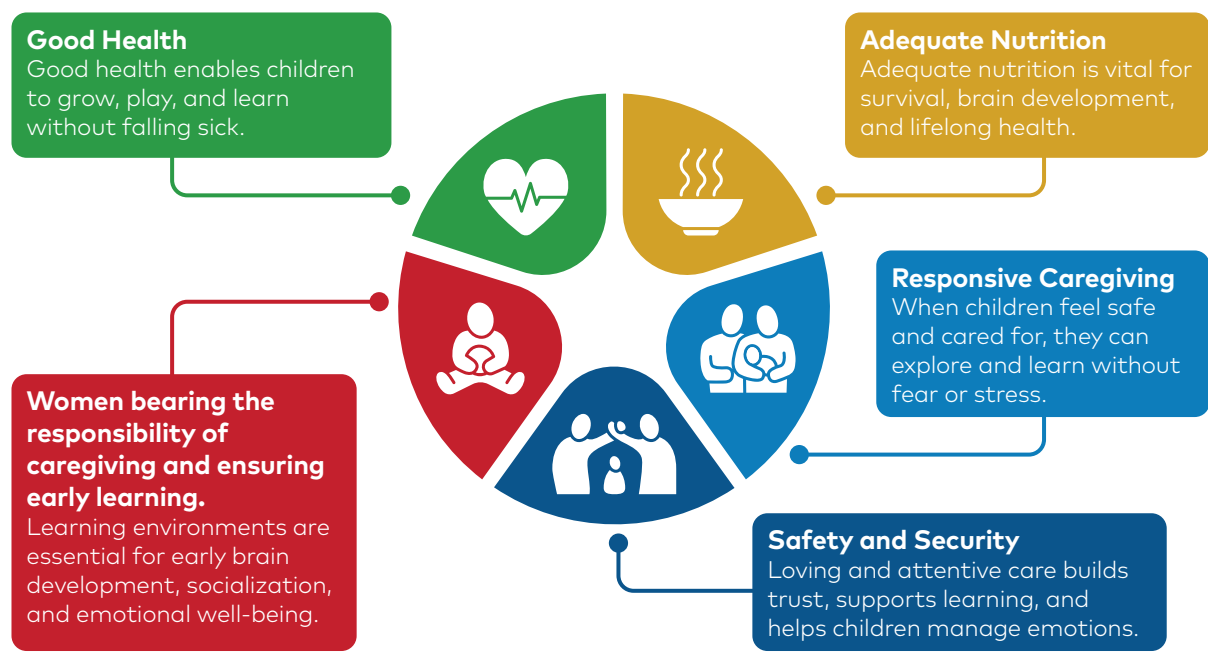 Good Health
Good health enables children
to grow, play, and learn
without falling sick.
Adequate Nutrition
Adequate nutrition is vital for
survival, brain development,
and lifelong health.
Responsive Caregiving
When children feel safe
and cared for, they can
explore and learn without
fear or stress.
Women bearing the
responsibility of
caregiving and ensuring
early learning.
Learning environments are
essential for early brain
development, socialization,
and emotional well-being.
Safety and Security
Loving and attentive care builds
trust, supports learning, and
helps children manage emotions.